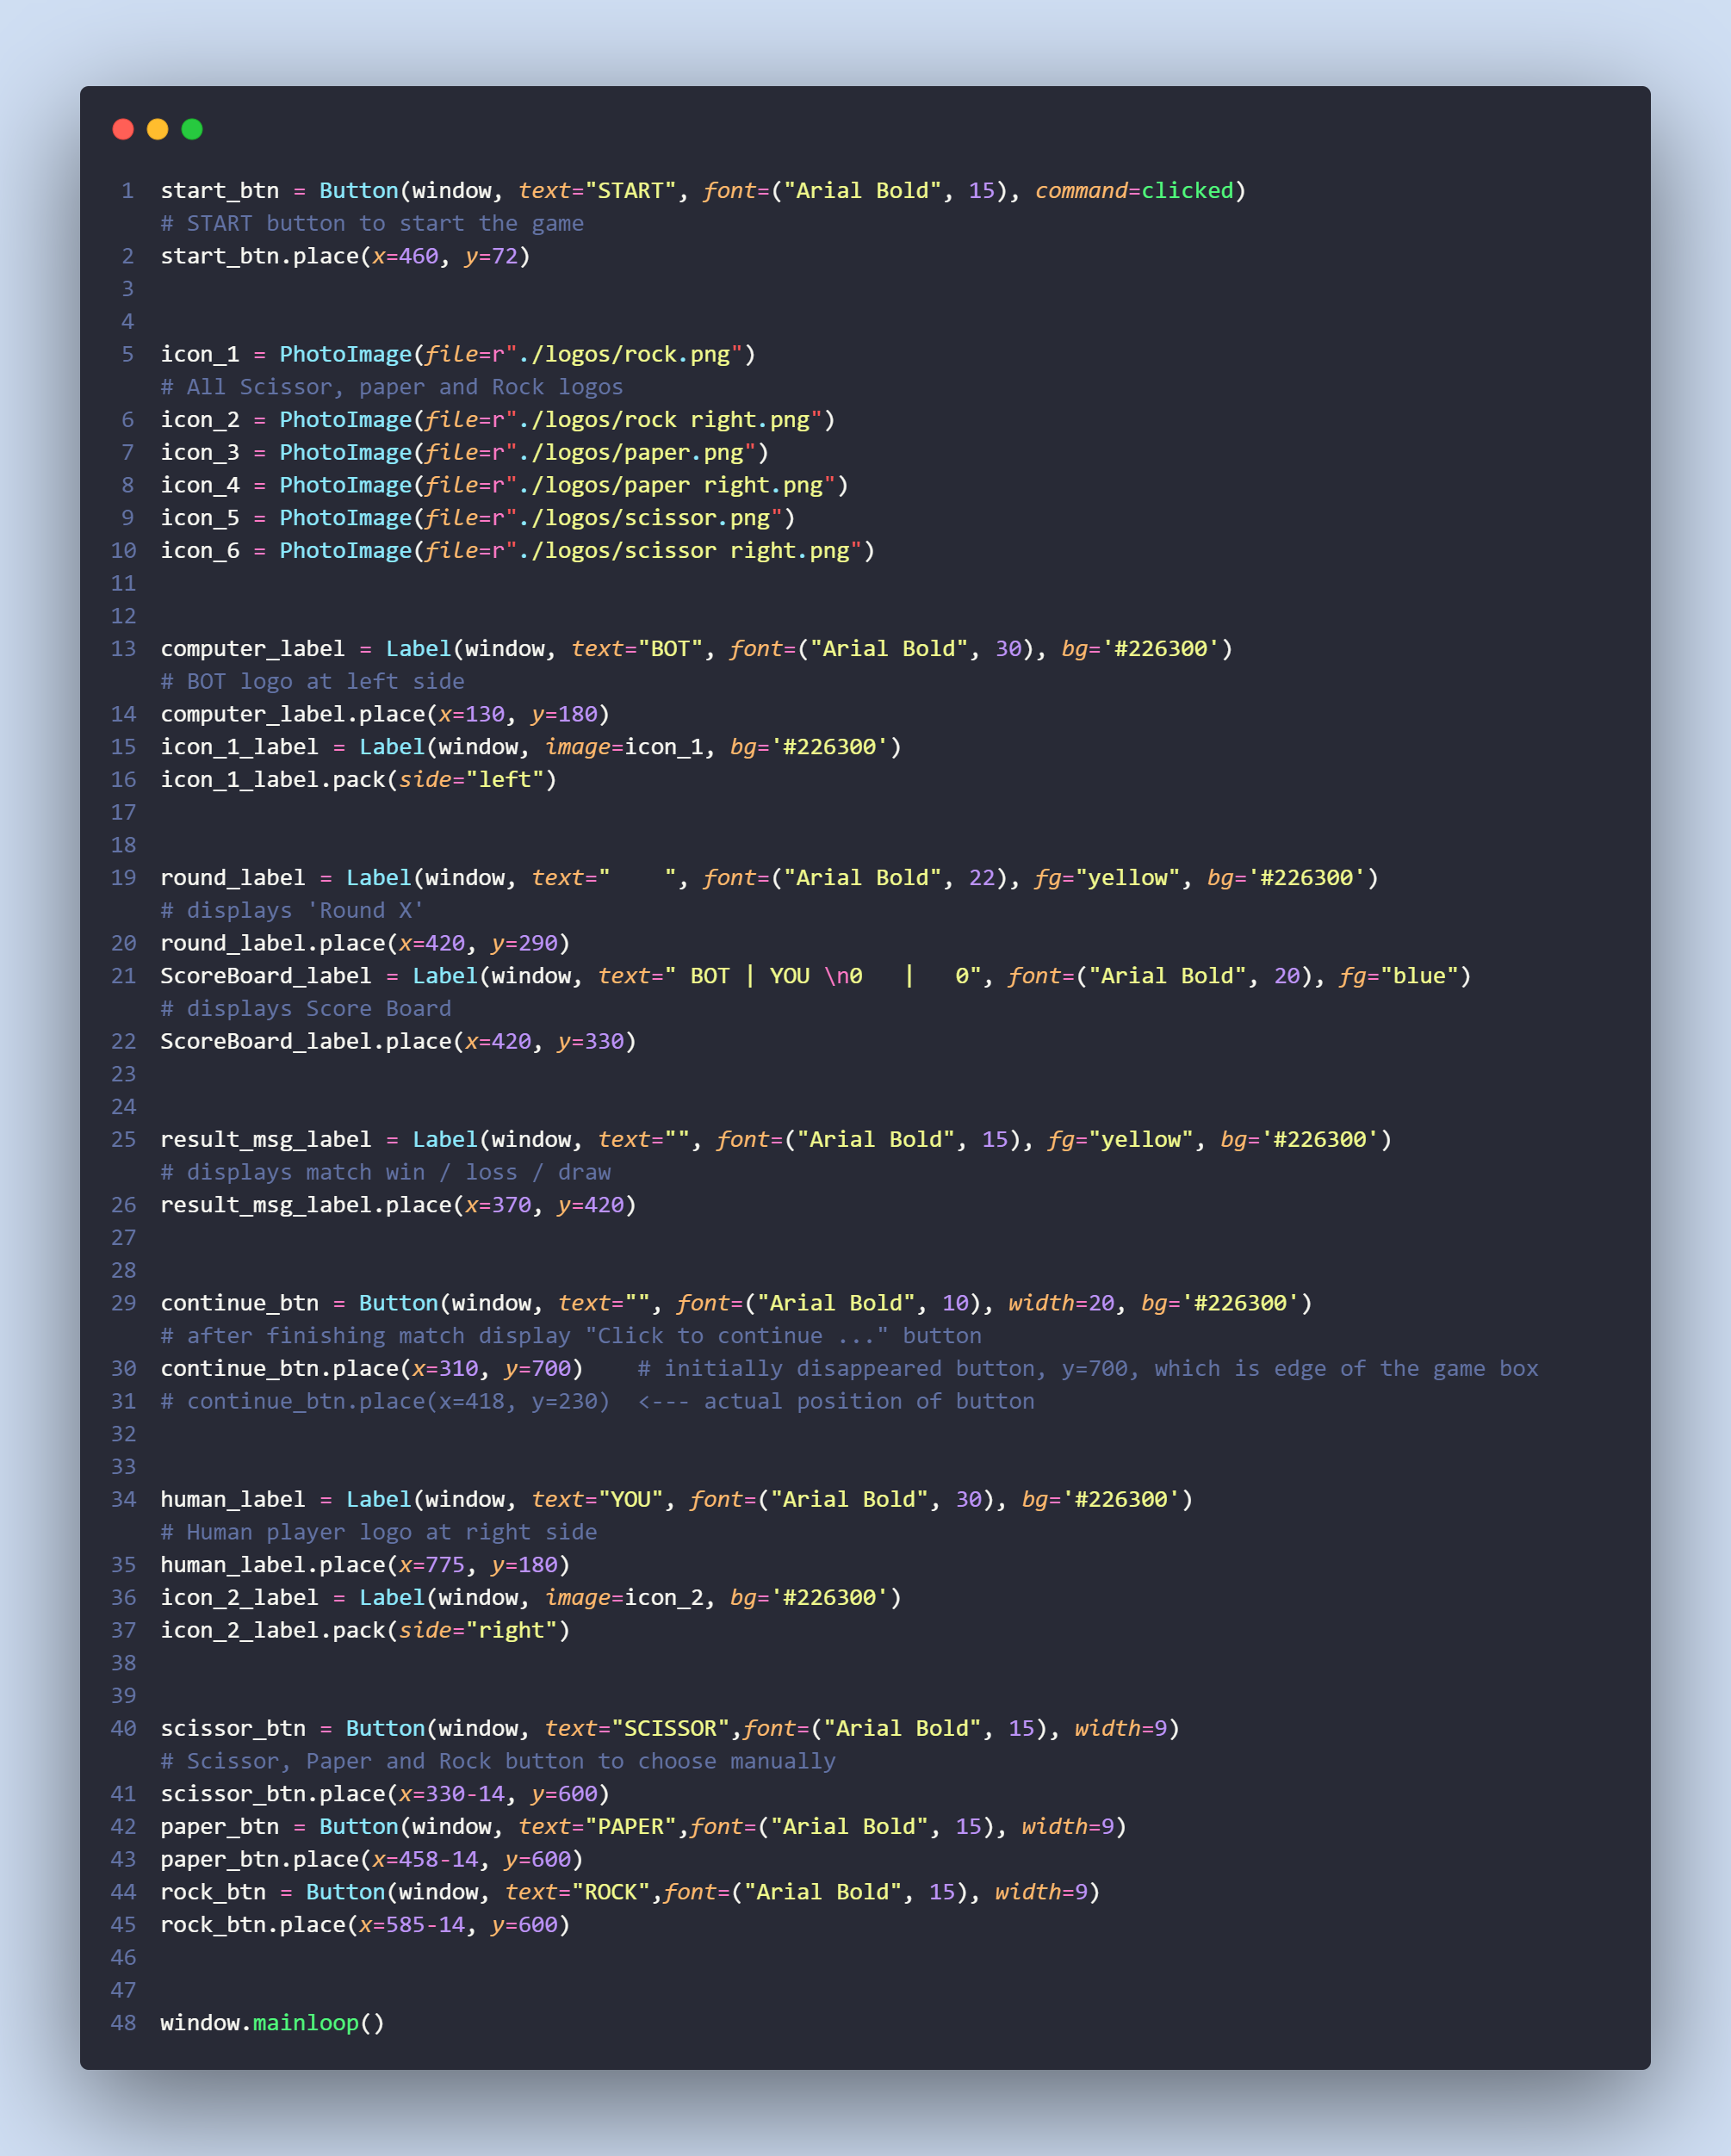 1 start_btn = Button(window, text="START", font=("Arial Bold", 15), command=clicked)
# START button to start the game
2 start_btn.place(x=460, y=72)
3
4
5 icon_1 = PhotoImage(file=r"./logos/rock.png")
# All Scissor, paper and Rock logos
6 icon_2 = PhotoImage(file=r"./logos/rock right.png")
7 icon_3 = PhotoImage(file=r"./logos/paper.png")
8 icon_4 = PhotoImage(file=r"./logos/paper right.png")
9 icon_5 = PhotoImage(file=r"./logos/scissor.png")
10 icon_6 = PhotoImage(file=r"./logos/scissor right.png")
11
12
13 computer_label = Label(window, text="BOT", font=("Arial Bold", 30), bg='#226300')
# BOT logo at left side
14 computer_label.place(x=130, y=180)
15 icon_1_label = Label(window, image=icon_1, bg='#226300')
16 icon_1_label.pack(side="left")
17
18
19 round_label = Label(window, text="    ", font=("Arial Bold", 22), fg="yellow", bg='#226300')
# displays 'Round X'
20 round_label.place(x=420, y=290)
21 ScoreBoard_label = Label(window, text=" BOT | YOU \n0   |   0", font=("Arial Bold", 20), fg="blue")
# displays Score Board
22 ScoreBoard_label.place(x=420, y=330)
23
24
25 result_msg_label = Label(window, text="", font=("Arial Bold", 15), fg="yellow", bg='#226300')
# displays match win / loss / draw
26 result_msg_label.place(x=370, y=420)
27
28
29 continue_btn = Button(window, text="", font=("Arial Bold", 10), width=20, bg='#226300')
# after finishing match display "Click to continue ..." button
30 continue_btn.place(x=310, y=700)    # initially disappeared button, y=700, which is edge of the game box
31 # continue_btn.place(x=418, y=230)  <--- actual position of button
32
33
34 human_label = Label(window, text="YOU", font=("Arial Bold", 30), bg='#226300')
# Human player logo at right side
35 human_label.place(x=775, y=180)
36 icon_2_label = Label(window, image=icon_2, bg='#226300')
37 icon_2_label.pack(side="right")
38
39
40 scissor_btn = Button(window, text="SCISSOR",font=("Arial Bold", 15), width=9)
# Scissor, Paper and Rock button to choose manually
41 scissor_btn.place(x=330-14, y=600)
42 paper_btn = Button(window, text="PAPER",font=("Arial Bold", 15), width=9)
43 paper_btn.place(x=458-14, y=600)
44 rock_btn = Button(window, text="ROCK",font=("Arial Bold", 15), width=9)
45 rock_btn.place(x=585-14, y=600)
46
47
48 window.mainloop()